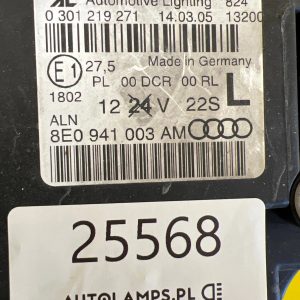 AL Automotive Lighting 824
0 301 219 271 14.03.05 13200
E1 27,5 Made in Germany
PL 00 DCR 00 RL
1802 12 24 V 22S L
ALN
8E0 941 003 AM
25568
AUTOLAMPS.PL